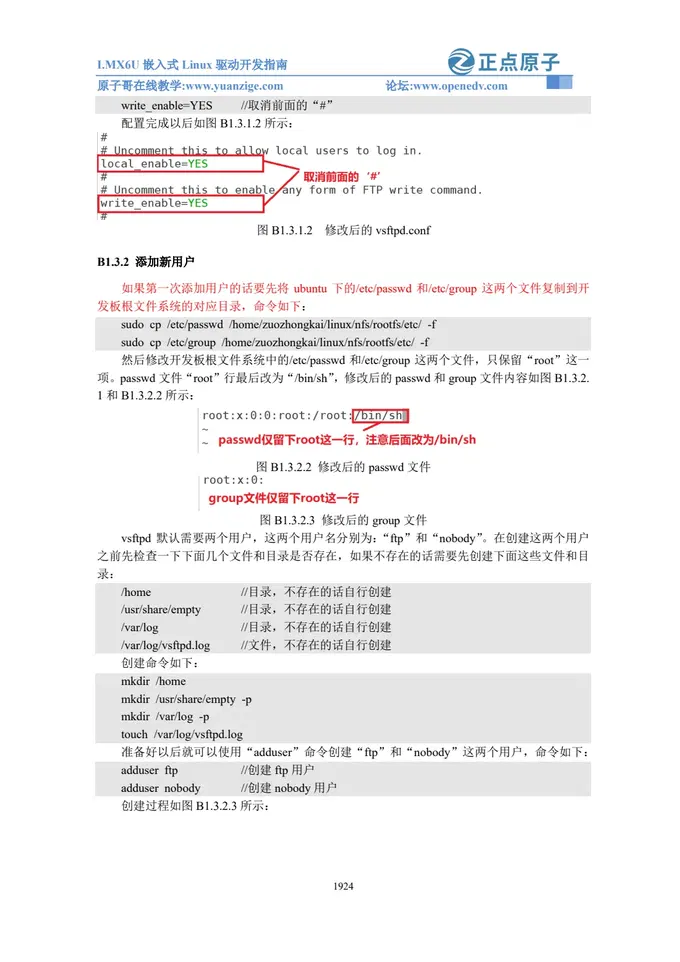 I.MX6U 嵌入式 Linux 驱动开发指南
正点原子
原子哥在线教学:www.yuanzige.com 论坛:www.openedv.com
write_enable=YES //取消前面的“#”
配置完成以后如图 B1.3.1.2 所示：
#
# Uncomment this to allow local users to log in.
local_enable=YES
#
取消前面的‘#’
# Uncomment this to enable any form of FTP write command.
write_enable=YES
#
图 B1.3.1.2 修改后的 vsftpd.conf
B1.3.2 添加新用户
如果第一次添加用户的话要先将 ubuntu 下的/etc/passwd 和/etc/group 这两个文件复制到开
发板根文件系统的对应目录，命令如下：
sudo cp /etc/passwd /home/zuozhongkai/linux/nfs/rootfs/etc/ -f
sudo cp /etc/group /home/zuozhongkai/linux/nfs/rootfs/etc/ -f
然后修改开发板根文件系统中的/etc/passwd 和/etc/group 这两个文件，只保留“root”这一
项。passwd 文件“root”行最后改为“/bin/sh”，修改后的 passwd 和 group 文件内容如图 B1.3.2.
1 和 B1.3.2.2 所示：
root:x:0:0:root:/root:/bin/sh
~
~ passwd仅留下root这一行，注意后面改为/bin/sh
图 B1.3.2.2 修改后的 passwd 文件
root:x:0:
group文件仅留下root这一行
图 B1.3.2.3 修改后的 group 文件
vsftpd 默认需要两个用户，这两个用户名分别为：“ftp”和“nobody”。在创建这两个用户
之前先检查一下下面几个文件和目录是否存在，如果不存在的话需要先创建下面这些文件和目
录：
/home //目录，不存在的话自行创建
/usr/share/empty //目录，不存在的话自行创建
/var/log //目录，不存在的话自行创建
/var/log/vsftpd.log //文件，不存在的话自行创建
创建命令如下：
mkdir /home
mkdir /usr/share/empty -p
mkdir /var/log -p
touch /var/log/vsftpd.log
准备好以后就可以使用“adduser”命令创建“ftp”和“nobody”这两个用户，命令如下：
adduser ftp //创建 ftp 用户
adduser nobody //创建 nobody 用户
创建过程如图 B1.3.2.3 所示：
1924